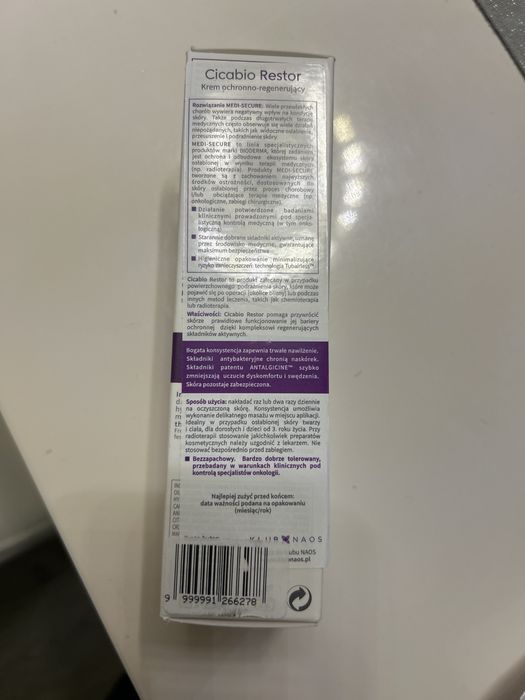 Cicabio Restor
Krem ochronno-regenerujący
Rozwiązanie MEDI-SECURE: Wiele przewlekłych
chorób wywiera negatywny wpływ na kondycję
skóry. Także podczas długotrwałych terapii
medycznych często obserwuje się wiele działań
niepożądanych, takich jak widoczne osłabienie,
przesuszenie i podrażnienie skóry.
MEDI-SECURE to linia specjalistycznych
produktów marki BIODERMA, której zadaniem
jest ochrona i odbudowa ekosystemu skóry
osłabionej w wyniku terapii medycznych
(np. radioterapia). Produkty MEDI-SECURE
tworzone są z zachowaniem najwyższych
środków ostrożności, dostosowanych do
skóry osłabionej przez proces chorobowy
i/lub obciążające terapie medyczne (np.
onkologiczne, zabiegi chirurgiczne).
Działanie potwierdzone badaniami
klinicznymi prowadzonymi pod specja-
listyczną kontrolą medyczną (w tym onko-
logiczną)
Starannie dobrane składniki aktywne, uznane
przez środowisko medyczne, gwarantujące
maksimum bezpieczeństwa
Higieniczne opakowanie minimalizujące
ryzyko zanieczyszczeń: technologia Tubairless™
Cicabio Restor to produkt zalecany w przypadku
powierzchownego podrażnienia skóry, które może
pojawić się po operacji (okolice blizny) lub podczas
innych metod leczenia, takich jak chemioterapia
lub radioterapia.
Właściwości: Cicabio Restor pomaga przywrócić
skórze prawidłowe funkcjonowanie jej bariery
ochronnej dzięki kompleksowi regenerujących
składników aktywnych.
Bogata konsystencja zapewnia trwałe nawilżenie.
Składniki antybakteryjne chronią naskórek.
Składniki patentu ANTALGICINE™ szybko
zmniejszają uczucie dyskomfortu i swędzenia.
Skóra pozostaje zabezpieczona.
Sposób użycia: nakładać raz lub dwa razy dziennie
na oczyszczoną skórę. Konsystencja umożliwia
wykonanie delikatnego masażu w miejscu aplikacji.
Idealny w przypadku osłabionej skóry twarzy
i ciała, dla dorosłych i dzieci od 3. roku życia. Przy
radioterapii stosowanie jakichkolwiek preparatów
kosmetycznych należy uzgodnić z lekarzem. Nie
stosować bezpośrednio przed zabiegiem.
Bezzapachowy. Bardzo dobrze tolerowany,
przebadany w warunkach klinicznych pod
kontrolą specjalistów onkologii.
Najlepiej zużyć przed końcem:
data ważności podana na opakowaniu
(miesiąc/rok)
KLUB NAOS
ubu NAOS
naos.pl
9 999991 266278